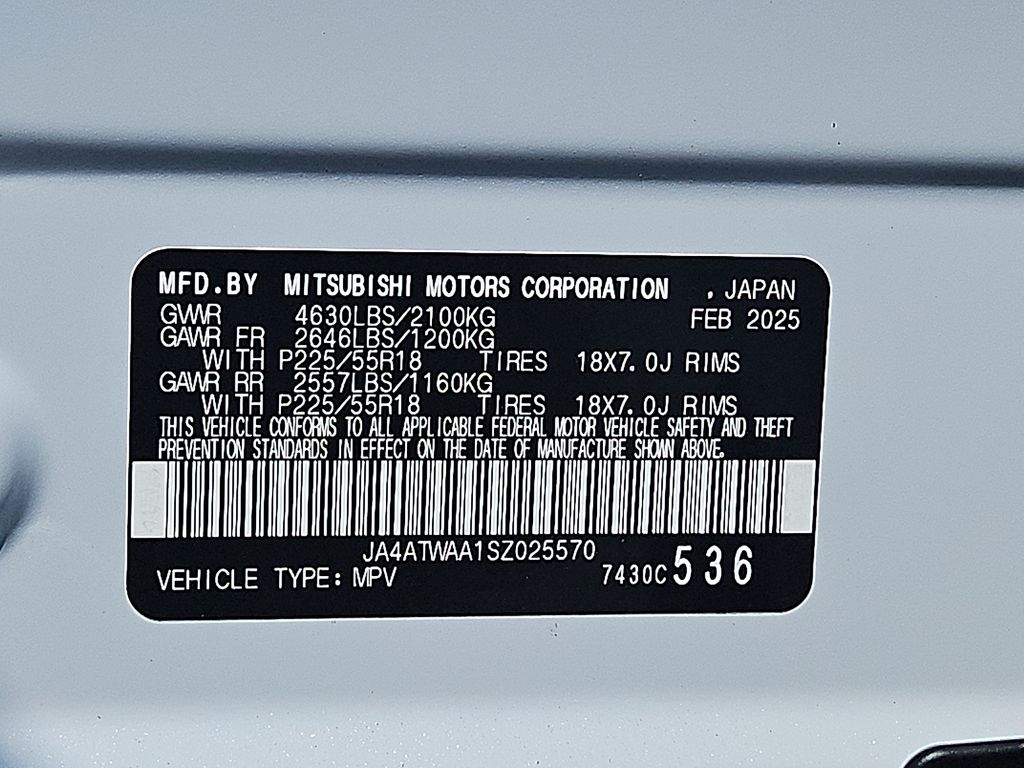 MFD.BY MITSUBISHI MOTORS CORPORATION , JAPAN
GVWR 4630LBS/2100KG FEB 2025
GAWR FR 2646LBS/1200KG
WITH P225/55R18 TIRES 18X7.0J RIMS
GAWR RR 2557LBS/1160KG
WITH P225/55R18 TIRES 18X7.0J RIMS
THIS VEHICLE CONFORMS TO ALL APPLICABLE FEDERAL MOTOR VEHICLE SAFETY AND THEFT
PREVENTION STANDARDS IN EFFECT ON THE DATE OF MANUFACTURE SHOWN ABOVE.
JA4ATWAA1SZ025570
VEHICLE TYPE: MPV 7430C 536